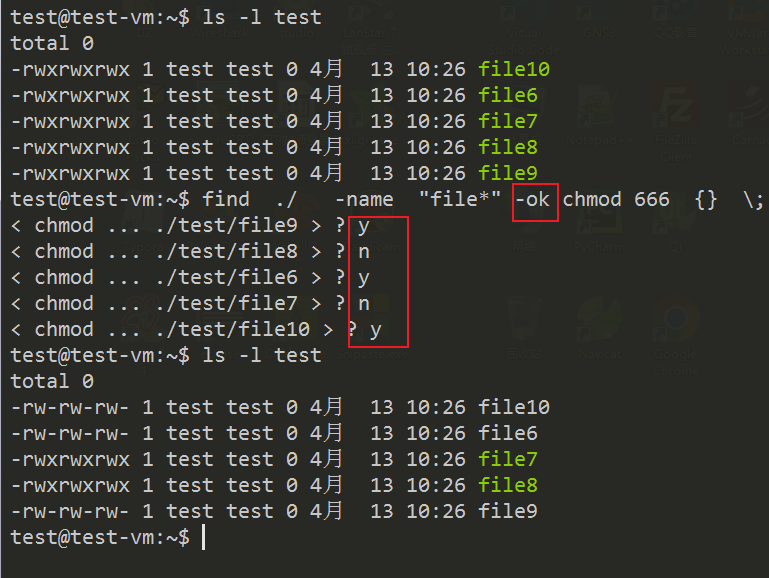 test@test-vm:~$ ls -l test
total 0
-rwxrwxrwx 1 test test 0 4月  13 10:26 file10
-rwxrwxrwx 1 test test 0 4月  13 10:26 file6
-rwxrwxrwx 1 test test 0 4月  13 10:26 file7
-rwxrwxrwx 1 test test 0 4月  13 10:26 file8
-rwxrwxrwx 1 test test 0 4月  13 10:26 file9
test@test-vm:~$ find  ./   -name  "file*" -ok chmod 666  {}  \;
< chmod ... ./test/file9 > ? y
< chmod ... ./test/file8 > ? n
< chmod ... ./test/file6 > ? y
< chmod ... ./test/file7 > ? n
< chmod ... ./test/file10 > ? y
test@test-vm:~$ ls -l test
total 0
-rw-rw-rw- 1 test test 0 4月  13 10:26 file10
-rw-rw-rw- 1 test test 0 4月  13 10:26 file6
-rwxrwxrwx 1 test test 0 4月  13 10:26 file7
-rwxrwxrwx 1 test test 0 4月  13 10:26 file8
-rw-rw-rw- 1 test test 0 4月  13 10:26 file9
test@test-vm:~$